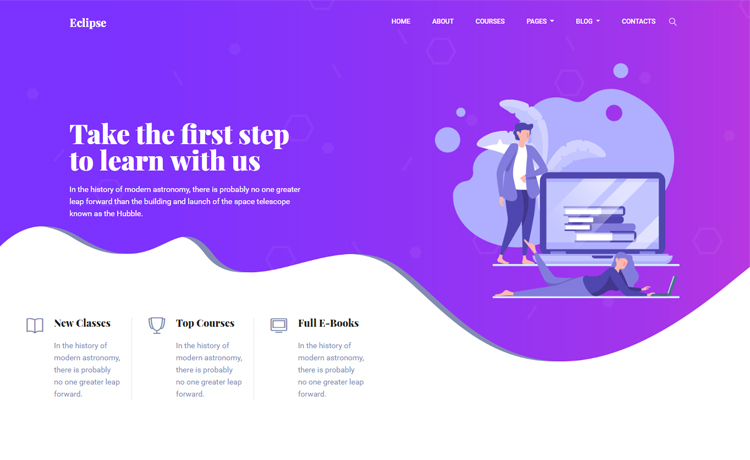 Eclipse
HOME ABOUT COURSES PAGES BLOG CONTACTS
Take the first step
to learn with us
In the history of modern astronomy, there is probably no one greater
leap forward than the building and launch of the space telescope
known as the Hubble.
New Classes
In the history of
modern astronomy,
there is probably
no one greater leap
forward.
Top Courses
In the history of
modern astronomy,
there is probably
no one greater leap
forward.
Full E-Books
In the history of
modern astronomy,
there is probably
no one greater leap
forward.